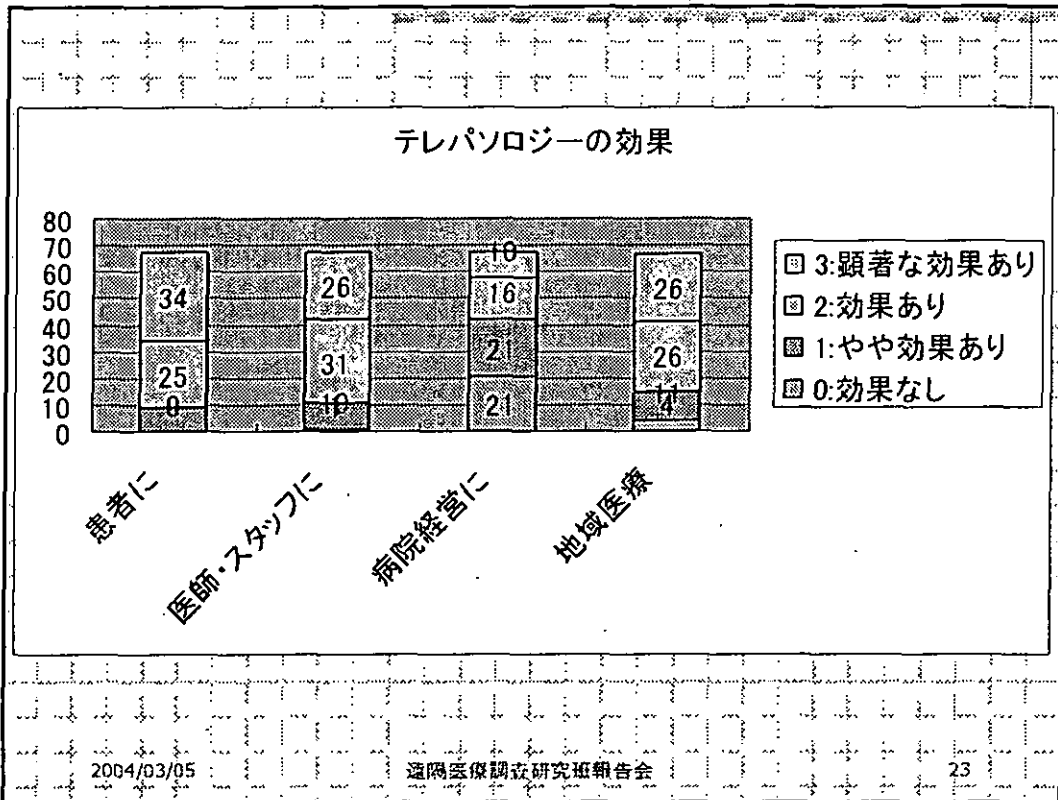 テレパソロジーの効果
80
70
60
50
40
30
20
10
0
34
25
26
31
10
16
21
21
26
26
11
4
3:顕著な効果あり
2:効果あり
1:やや効果あり
0:効果なし
患者に
医師・スタッフに
病院経営に
地域医療
2004/03/05
遠隔医療調査研究班報告会
23